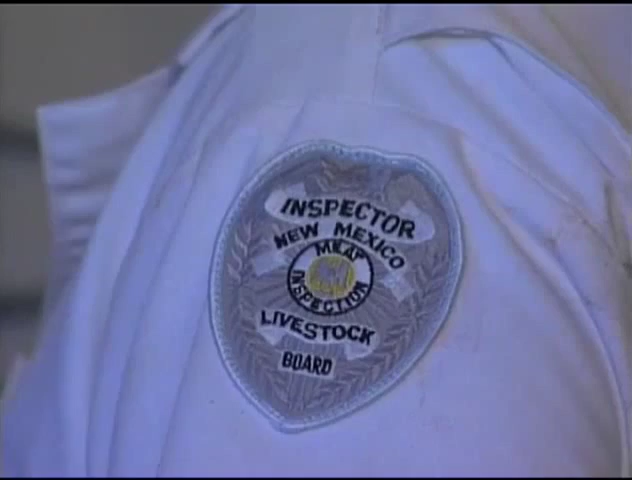 INSPECTOR
NEW MEXICO
MEAT
INSPECTION
LIVESTOCK
BOARD